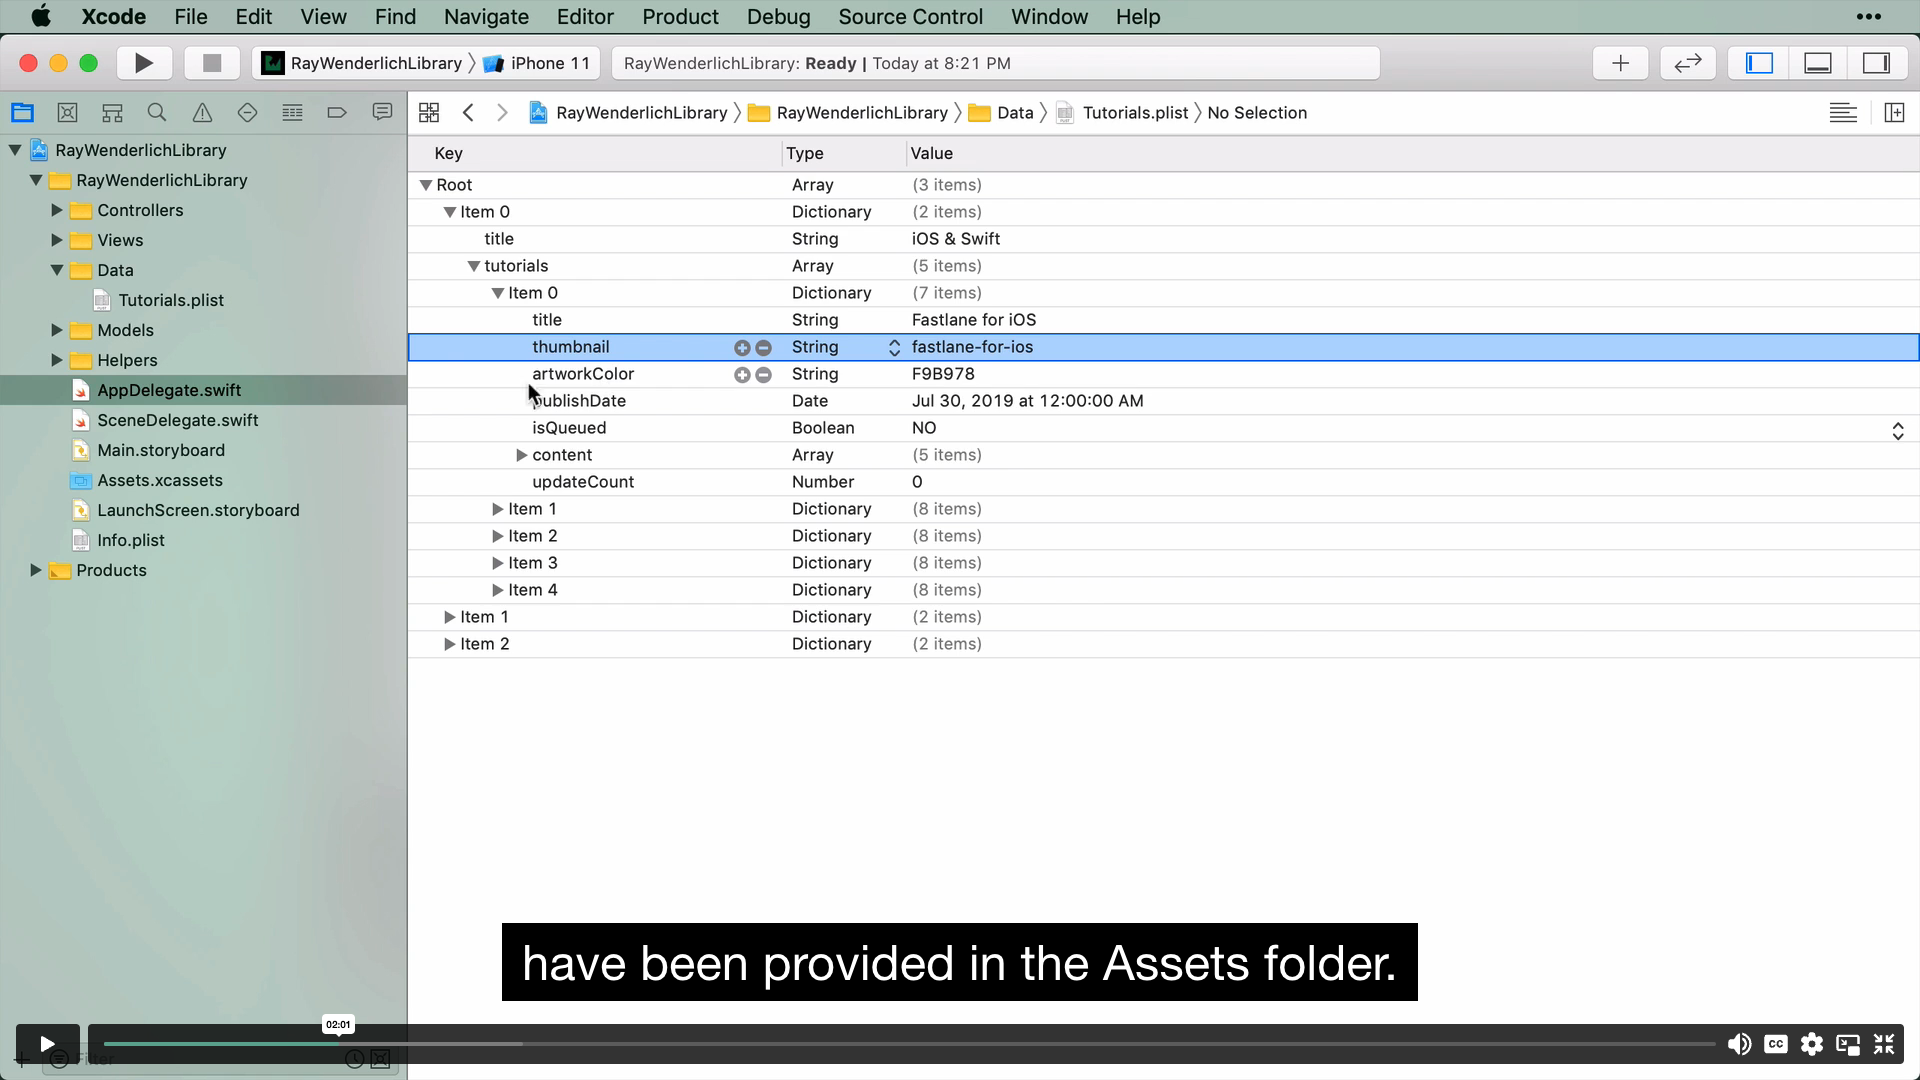 Xcode File Edit View Find Navigate Editor Product Debug Source Control Window Help
RayWenderlichLibrary iPhone 11 RayWenderlichLibrary: Ready | Today at 8:21 PM
RayWenderlichLibrary RayWenderlichLibrary Data Tutorials.plist No Selection
RayWenderlichLibrary
RayWenderlichLibrary
Controllers
Views
Data
Tutorials.plist
Models
Helpers
AppDelegate.swift
SceneDelegate.swift
Main.storyboard
Assets.xcassets
LaunchScreen.storyboard
Info.plist
Products
Key Type Value
Root Array (3 items)
Item 0 Dictionary (2 items)
title String iOS & Swift
tutorials Array (5 items)
Item 0 Dictionary (7 items)
title String Fastlane for iOS
thumbnail String fastlane-for-ios
artworkColor String F9B978
publishDate Date Jul 30, 2019 at 12:00:00 AM
isQueued Boolean NO
content Array (5 items)
updateCount Number 0
Item 1 Dictionary (8 items)
Item 2 Dictionary (8 items)
Item 3 Dictionary (8 items)
Item 4 Dictionary (8 items)
Item 1 Dictionary (2 items)
Item 2 Dictionary (2 items)
have been provided in the Assets folder.
02:01
CC
Filter